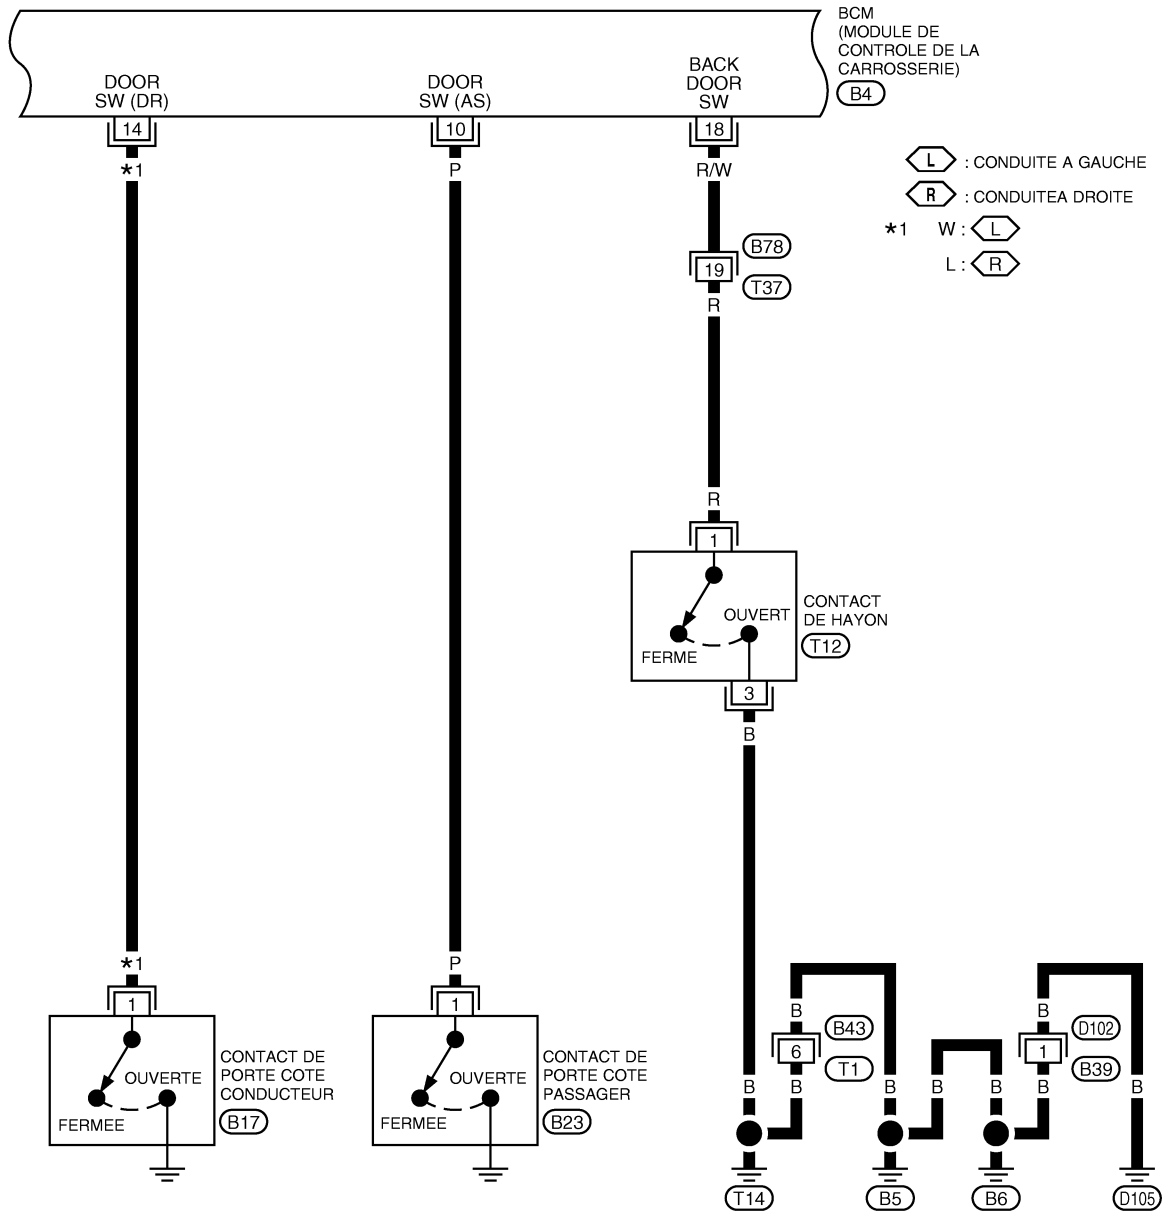 BCM
(MODULE DE
CONTROLE DE LA
CARROSSERIE)
B4
DOOR
SW (DR)
DOOR
SW (AS)
BACK
DOOR
SW
14
10
18
*1
P
R/W
L : CONDUITE A GAUCHE
R : CONDUITEA DROITE
*1 W : L
L : R
B78
19
T37
R
R
1
OUVERT
FERME
CONTACT
DE HAYON
T12
3
B
*1
P
1
1
OUVERTE
FERMEE
CONTACT DE
PORTE COTE
CONDUCTEUR
B17
OUVERTE
FERMEE
CONTACT DE
PORTE COTE
PASSAGER
B23
B
B
B43
D102
6
1
T1
B39
B
B
B
B
B
B
B
T14
B5
B6
D105